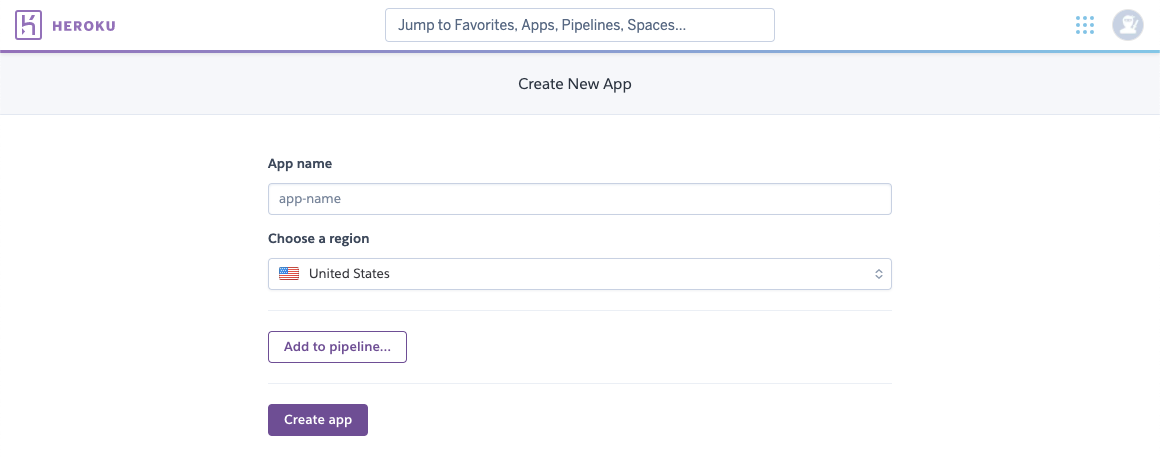 HEROKU
Jump to Favorites, Apps, Pipelines, Spaces...
Create New App
App name
app-name
Choose a region
United States
Add to pipeline...
Create app